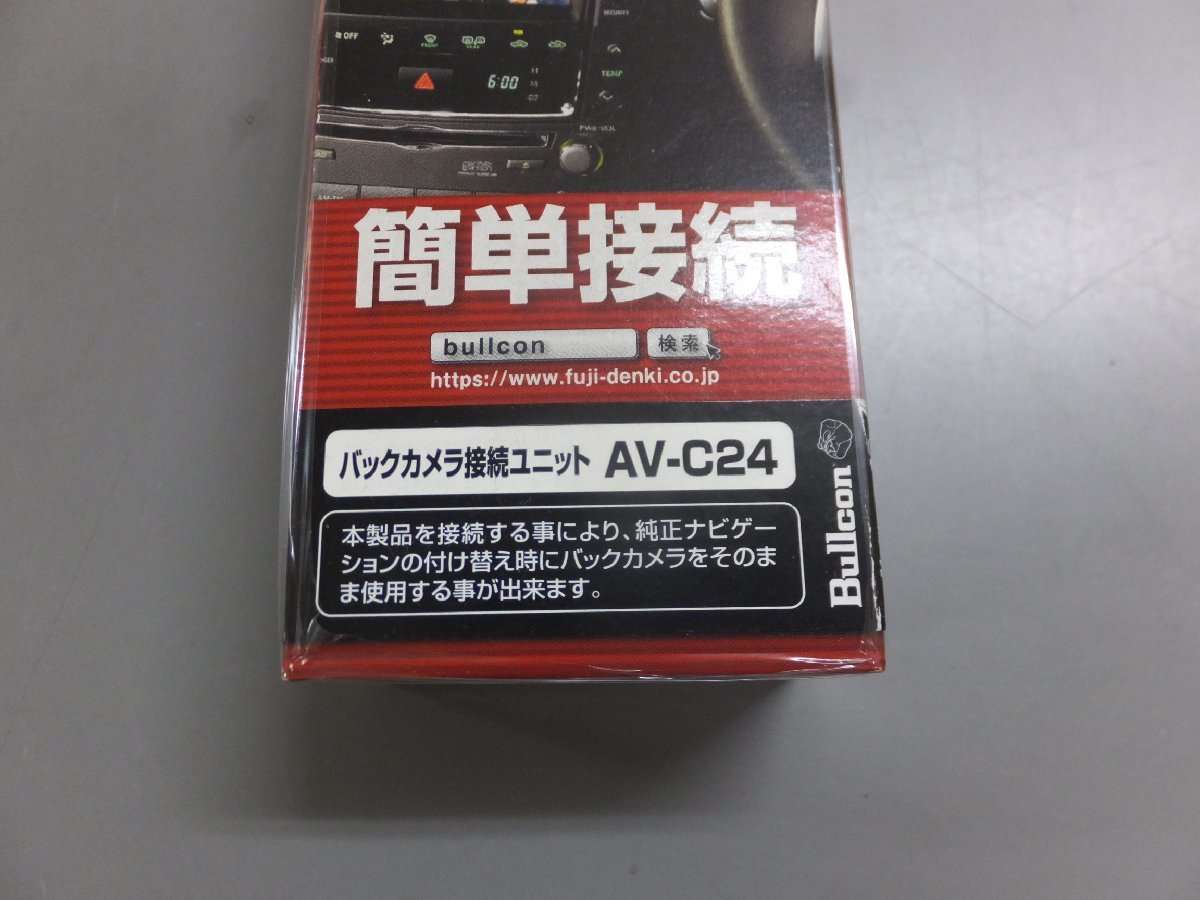 SECURITY
OFF
FRONT
TEMP
6:00
H
M
:00
PWR·VOL
簡単接続
bullcon
検索
https://www.fuji-denki.co.jp
バックカメラ接続ユニット AV-C24
本製品を接続する事により、純正ナビゲー
ションの付け替え時にバックカメラをそのま
ま使用する事が出来ます。
Bullcon